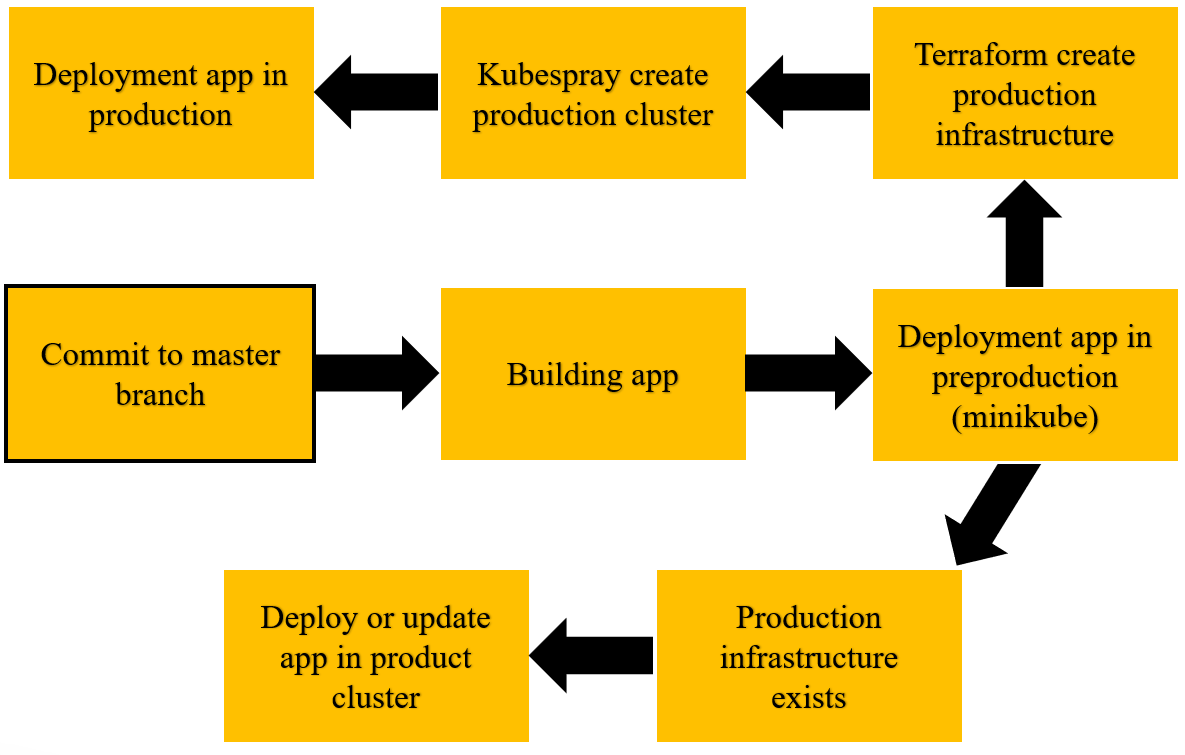 Deployment app in
production
Kubespray create
production cluster
Terraform create
production
infrastructure
Commit to master
branch
Building app
Deployment app in
preproduction
(minikube)
Deploy or update
app in product
cluster
Production
infrastructure
exists